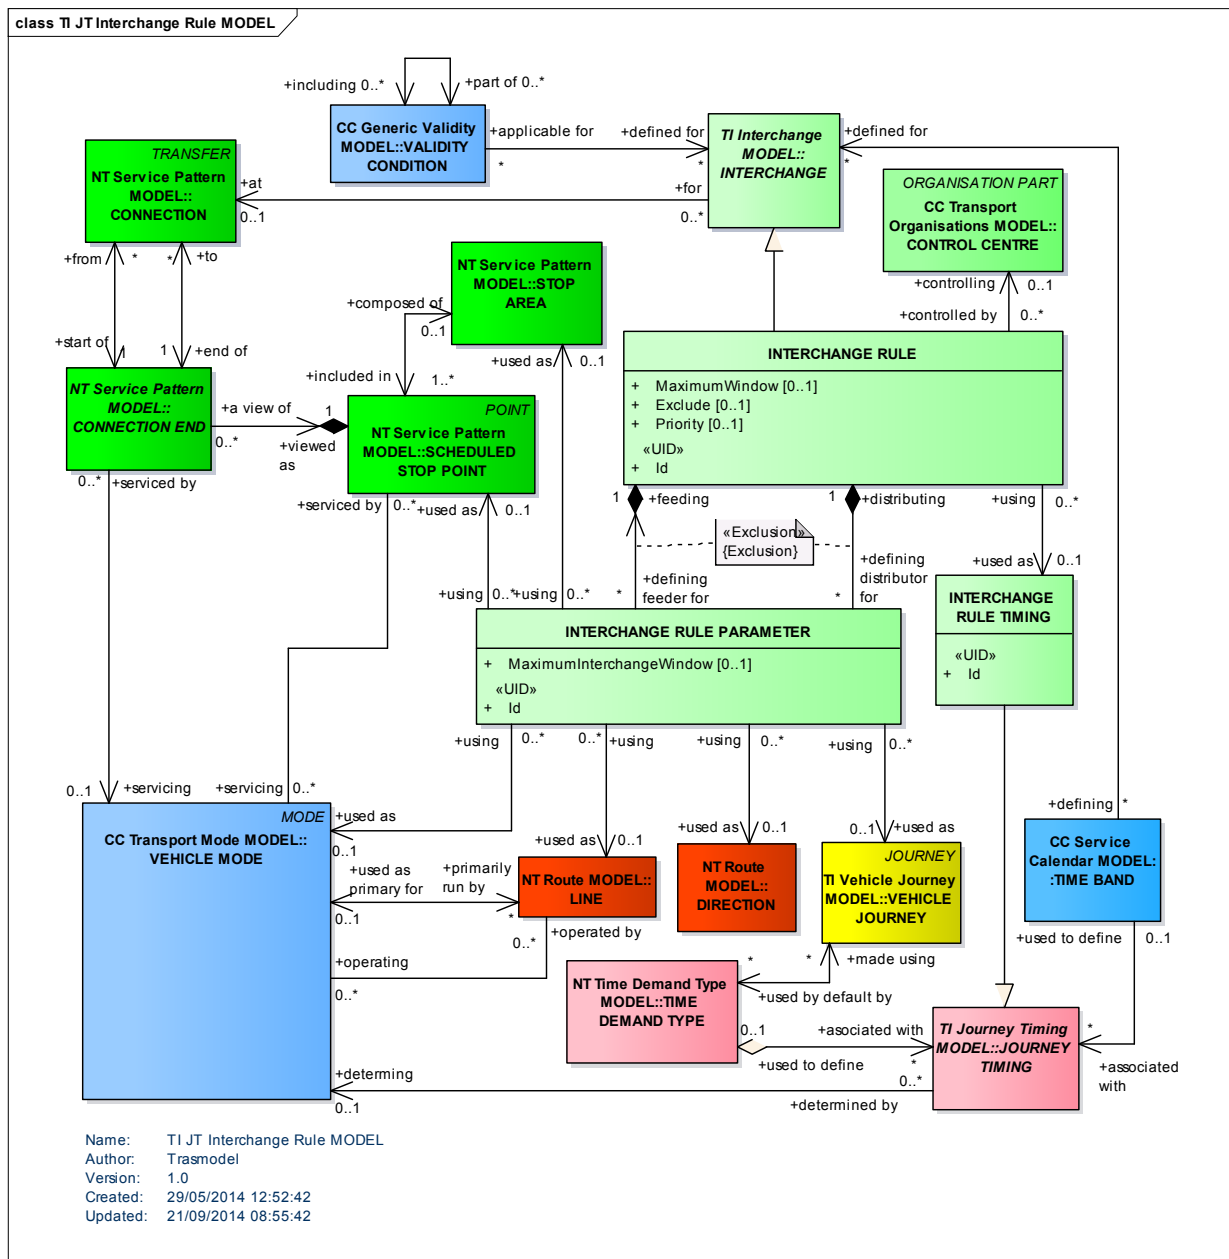 class TI JT Interchange Rule MODEL
+including 0..*
+part of 0..*
CC Generic Validity
MODEL::VALIDITY
CONDITION
+applicable for
*
+defined for
*
TI Interchange
MODEL::
INTERCHANGE
+defined for
*
TRANSFER
NT Service Pattern
MODEL::
CONNECTION
+at
0..1
+for
0..*
ORGANISATION PART
CC Transport
Organisations MODEL::
CONTROL CENTRE
+from
*
*
+to
NT Service Pattern
MODEL::STOP
AREA
+composed of
0..1
+controlling
0..1
+controlled by
0..*
+start of
1
1
+end of
+used as
0..1
+included in
1..*
INTERCHANGE RULE
+ MaximumWindow [0..1]
+ Exclude [0..1]
+ Priority [0..1]
«UID»
+ Id
NT Service Pattern
MODEL::
CONNECTION END
+a view of
0..*
1
+viewed
as
POINT
NT Service Pattern
MODEL::SCHEDULED
STOP POINT
0..*
+serviced by
+serviced by
0..*
+used as
0..1
1
+feeding
1
+distributing
+using
0..*
«Exclusion»
{Exclusion}
+defining
feeder for
*
+defining
distributor
for
*
+used as
0..1
INTERCHANGE
RULE TIMING
«UID»
+ Id
+using
0..*
+using
0..*
INTERCHANGE RULE PARAMETER
+ MaximumInterchangeWindow [0..1]
«UID»
+ Id
+using
0..*
0..*
+using
+using
0..*
+using
0..*
0..1
+servicing
+servicing
0..*
MODE
CC Transport Mode MODEL::
VEHICLE MODE
+used as
0..1
+used as
0..1
+used as
0..1
0..1
+used as
+defining
*
+used as
primary for
0..1
+primarily
run by
*
NT Route MODEL::
LINE
NT Route
MODEL::
DIRECTION
JOURNEY
TI Vehicle Journey
MODEL::VEHICLE
JOURNEY
CC Service
Calendar MODEL:
:TIME BAND
0..*
+operated by
+operating
0..*
*
+made using
+used to define
0..1
NT Time Demand Type
MODEL::TIME
DEMAND TYPE
*
+used by default by
0..1
+used to define
+asociated with
*
TI Journey Timing
MODEL::JOURNEY
TIMING
*
+associated
with
+determing
0..1
0..*
+determined by
Name: TI JT Interchange Rule MODEL
Author: Trasmodel
Version: 1.0
Created: 29/05/2014 12:52:42
Updated: 21/09/2014 08:55:42